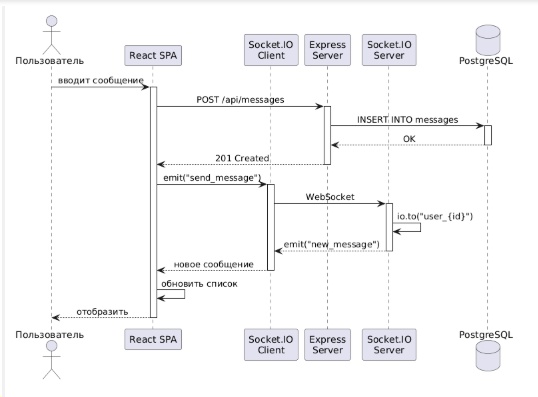 Пользователь
React SPA
Socket.IO
Client
Express
Server
Socket.IO
Server
PostgreSQL
вводит сообщение
POST /api/messages
INSERT INTO messages
OK
201 Created
emit("send_message")
WebSocket
io.to("user_{id}")
emit("new_message")
новое сообщение
обновить список
отобразить
Пользователь
React SPA
Socket.IO
Client
Express
Server
Socket.IO
Server
PostgreSQL